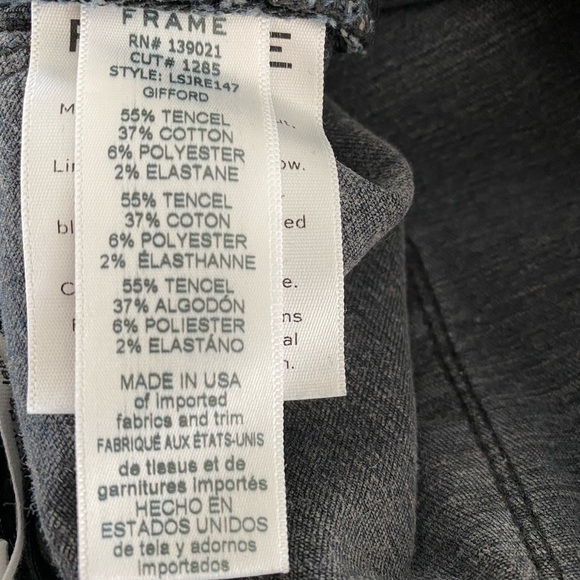 FRAME
RN# 139021
CUT# 1285
STYLE: LSJRE147
GIFFORD
55% TENCEL
37% COTTON
6% POLYESTER
2% ELASTANE
55% TENCEL
37% COTON
6% POLYESTER
2% ÉLASTHANNE
55% TENCEL
37% ALGODÓN
6% POLIESTER
2% ELASTÁNO
MADE IN USA
of imported
fabrics and trim
FABRIQUÉ AUX ÉTATS-UNIS
de tissus et de
garnitures importés
HECHO EN
ESTADOS UNIDOS
de tela y adornos
importados